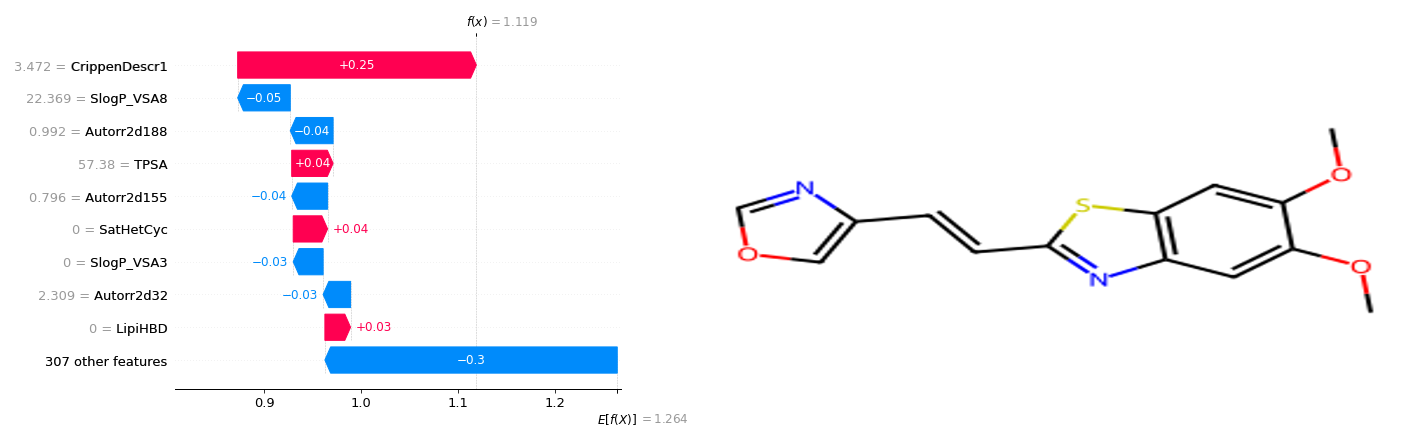 f(x) = 1.119
3.472 = CrippenDescr1
+0.25
22.369 = SlogP_VSA8
−0.05
0.992 = Autorr2d188
−0.04
57.38 = TPSA
+0.04
0.796 = Autorr2d155
−0.04
0 = SatHetCyc
+0.04
0 = SlogP_VSA3
−0.03
2.309 = Autorr2d32
−0.03
0 = LipiHBD
+0.03
307 other features
−0.3
0.9 1.0 1.1 1.2
E[f(X)] = 1.264
N
O
S
N
O
O